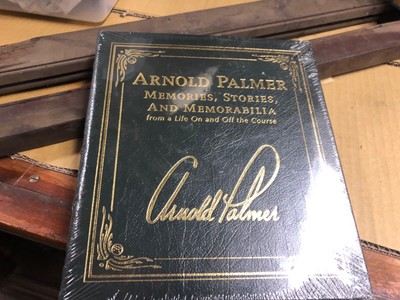 ARNOLD PALMER
MEMORIES, STORIES,
AND MEMORABILIA
from a Life On and Off the Course
Arnold Palmer